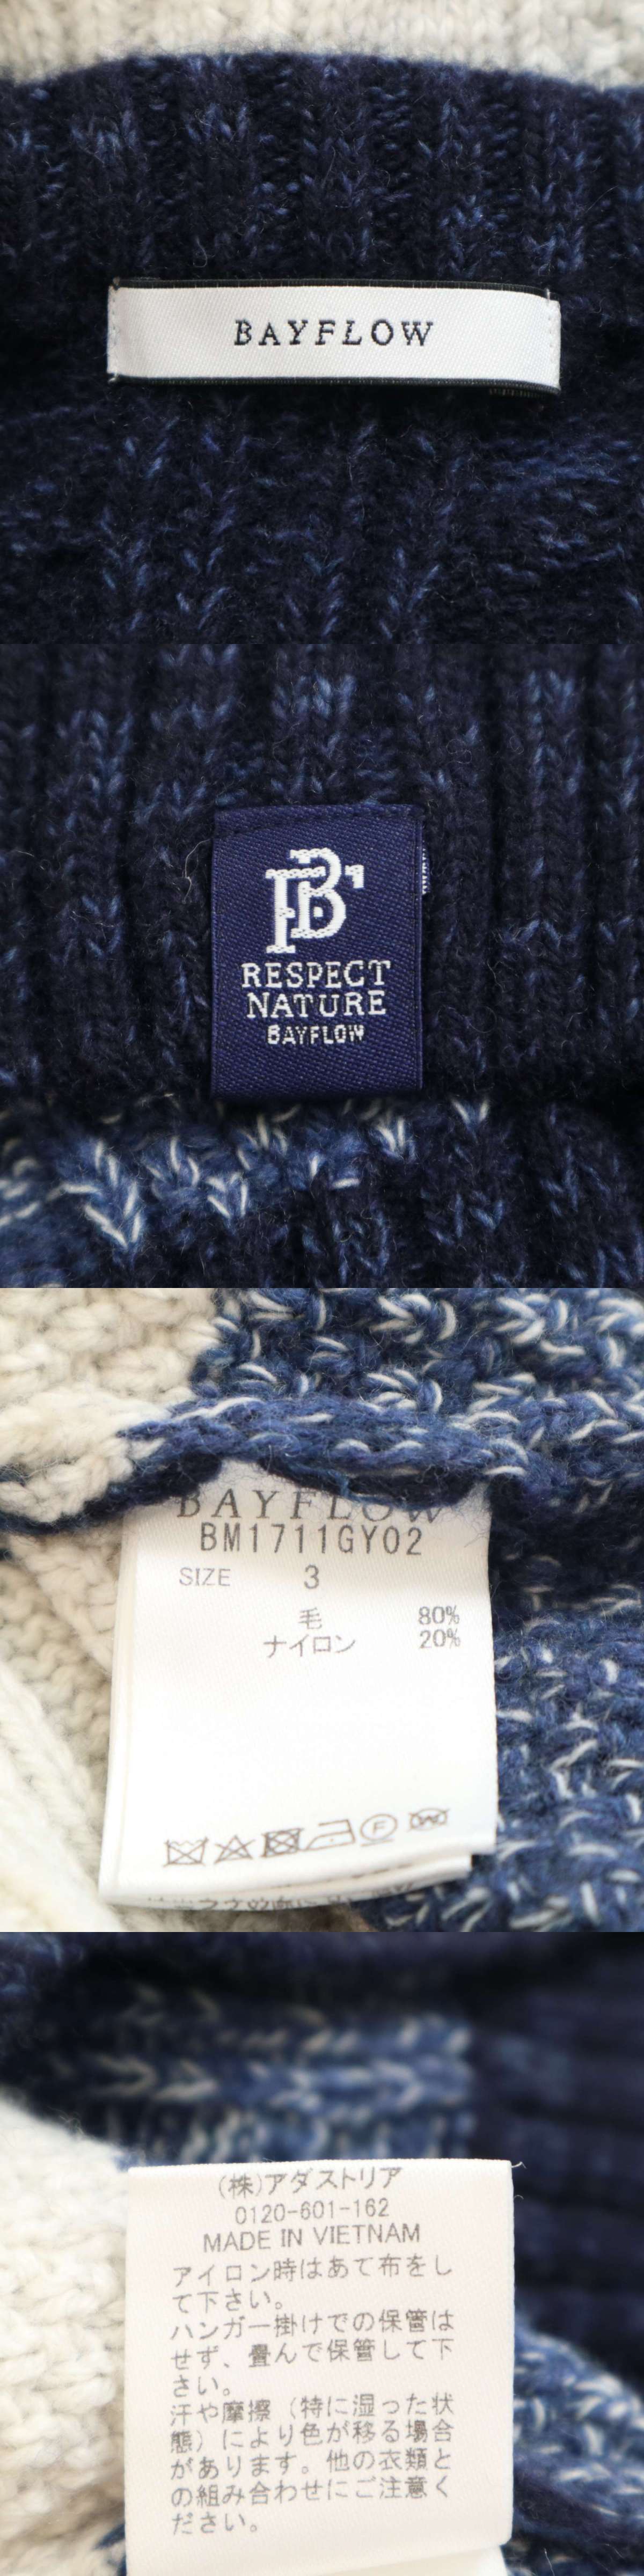 BAYFLOW
RESPECT
NATURE
BAYFLOW
BAYFLOW
BM1711GY02
SIZE 3
毛 80%
ナイロン 20%
(株)アダストリア
0120-601-162
MADE IN VIETNAM
アイロン時はあて布をし
て下さい。
ハンガー掛けでの保管は
せず、畳んで保管して下
さい。
汗や摩擦（特に湿った状
態）により色が移る場合
があります。他の衣類と
の組み合わせにご注意く
ださい。